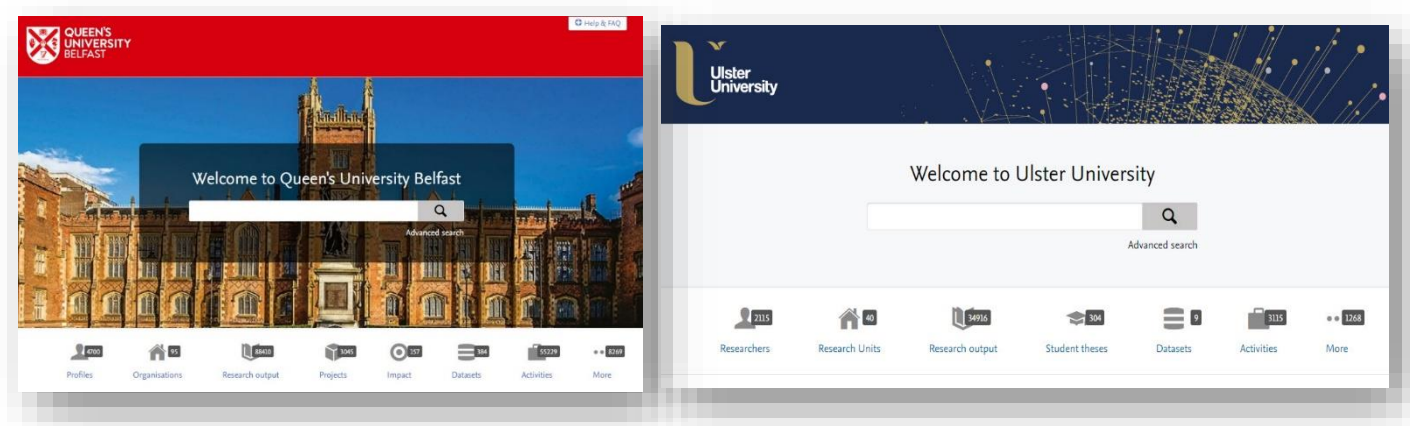 Help & FAQ
QUEEN'S
UNIVERSITY
BELFAST
Welcome to Queen's University Belfast
Advanced search
4700 95 88410 3045 157 384 55229 8269
Profiles Organisations Research output Projects Impact Datasets Activities More
Ulster
University
Welcome to Ulster University
Advanced search
2115 40 34916 304 9 3115 1268
Researchers Research Units Research output Student theses Datasets Activities More